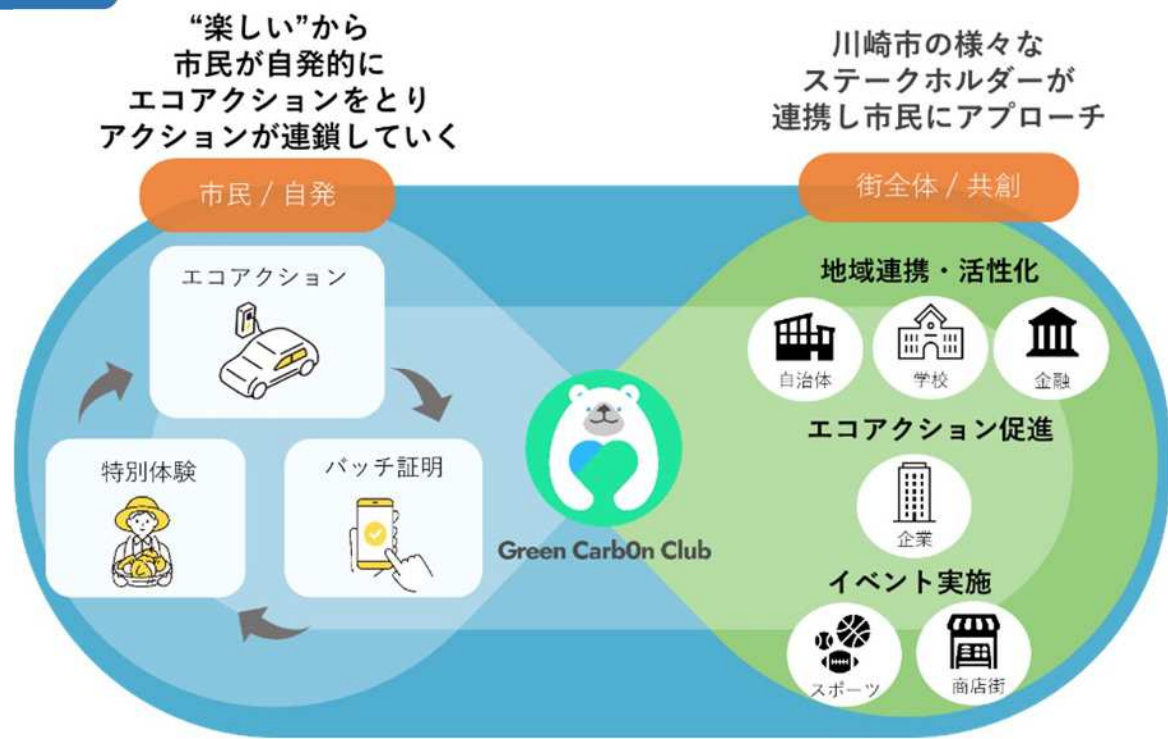 “楽しい”から
市民が自発的に
エコアクションをとり
アクションが連鎖していく
市民 / 自発
エコアクション
特別体験
バッチ証明
Green Carb0n Club
川崎市の様々な
ステークホルダーが
連携し市民にアプローチ
街全体 / 共創
地域連携・活性化
自治体
学校
金融
エコアクション促進
企業
イベント実施
スポーツ
商店街